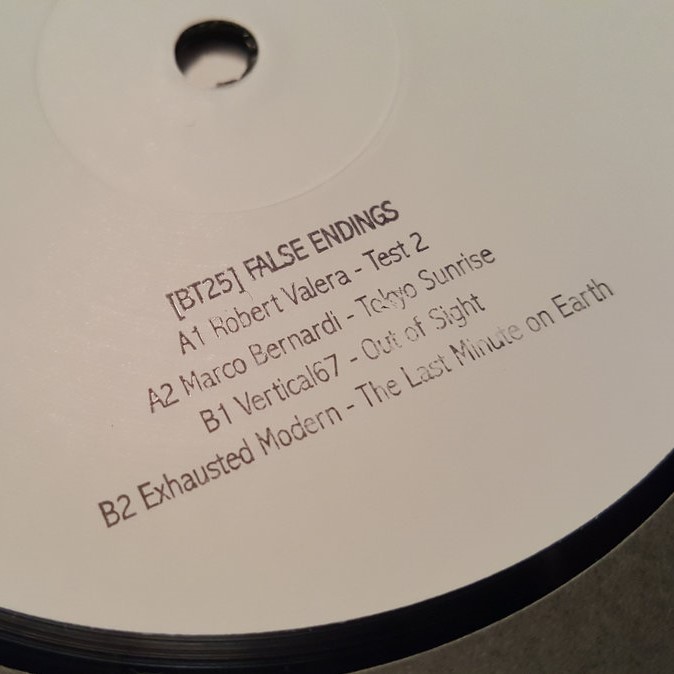 [BT25] FALSE ENDINGS
A1 Robert Valera - Test 2
A2 Marco Bernardi - Tokyo Sunrise
B1 Vertical67 - Out of Sight
B2 Exhausted Modern - The Last Minute on Earth